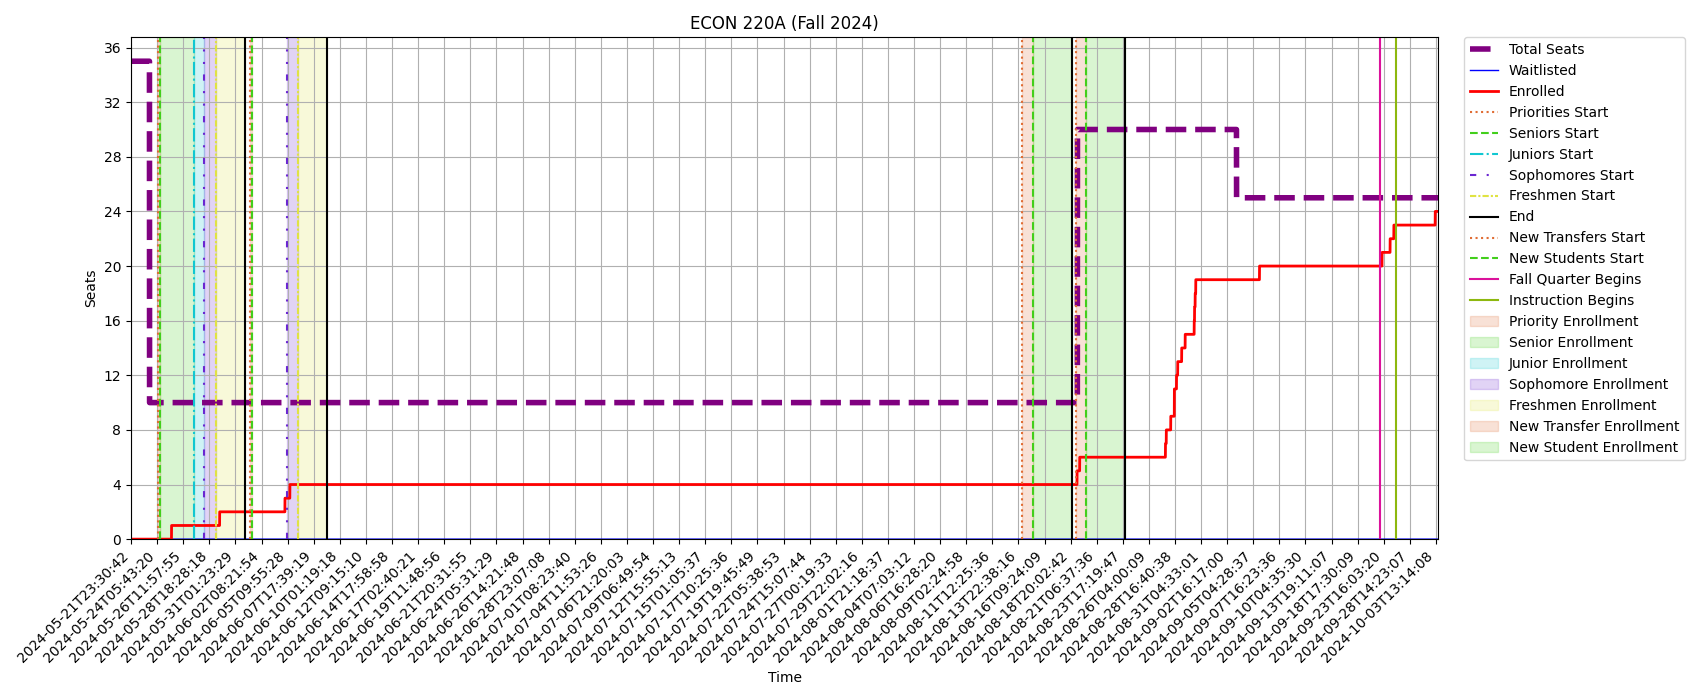 ECON 220A (Fall 2024)
Seats
36
32
28
24
20
16
12
8
4
0
2024-05-21T23:30:42
2024-05-24T05:43:20
2024-05-26T11:57:55
2024-05-28T18:28:18
2024-05-31T01:23:29
2024-06-02T08:21:54
2024-06-05T09:55:28
2024-06-07T17:39:19
2024-06-10T01:19:18
2024-06-12T09:15:10
2024-06-14T17:58:58
2024-06-17T02:40:21
2024-06-19T11:48:56
2024-06-21T20:31:55
2024-06-24T05:31:29
2024-06-26T14:21:48
2024-06-28T23:07:08
2024-07-01T08:23:40
2024-07-04T11:53:26
2024-07-06T21:20:03
2024-07-09T06:49:54
2024-07-12T15:55:13
2024-07-15T01:05:37
2024-07-17T10:25:36
2024-07-19T19:45:49
2024-07-22T05:38:53
2024-07-24T15:07:44
2024-07-27T00:19:33
2024-07-29T22:02:16
2024-08-01T21:18:37
2024-08-04T07:03:12
2024-08-06T16:28:20
2024-08-09T02:24:58
2024-08-11T12:25:36
2024-08-13T22:38:16
2024-08-16T09:24:09
2024-08-18T20:02:42
2024-08-21T06:37:36
2024-08-23T17:19:47
2024-08-26T04:00:09
2024-08-28T16:40:38
2024-08-31T04:33:01
2024-09-02T16:17:00
2024-09-05T04:28:37
2024-09-07T16:23:36
2024-09-10T04:35:30
2024-09-13T19:11:07
2024-09-18T17:30:09
2024-09-23T16:03:20
2024-09-28T14:23:07
2024-10-03T13:14:08
Time
Total Seats
Waitlisted
Enrolled
Priorities Start
Seniors Start
Juniors Start
Sophomores Start
Freshmen Start
End
New Transfers Start
New Students Start
Fall Quarter Begins
Instruction Begins
Priority Enrollment
Senior Enrollment
Junior Enrollment
Sophomore Enrollment
Freshmen Enrollment
New Transfer Enrollment
New Student Enrollment